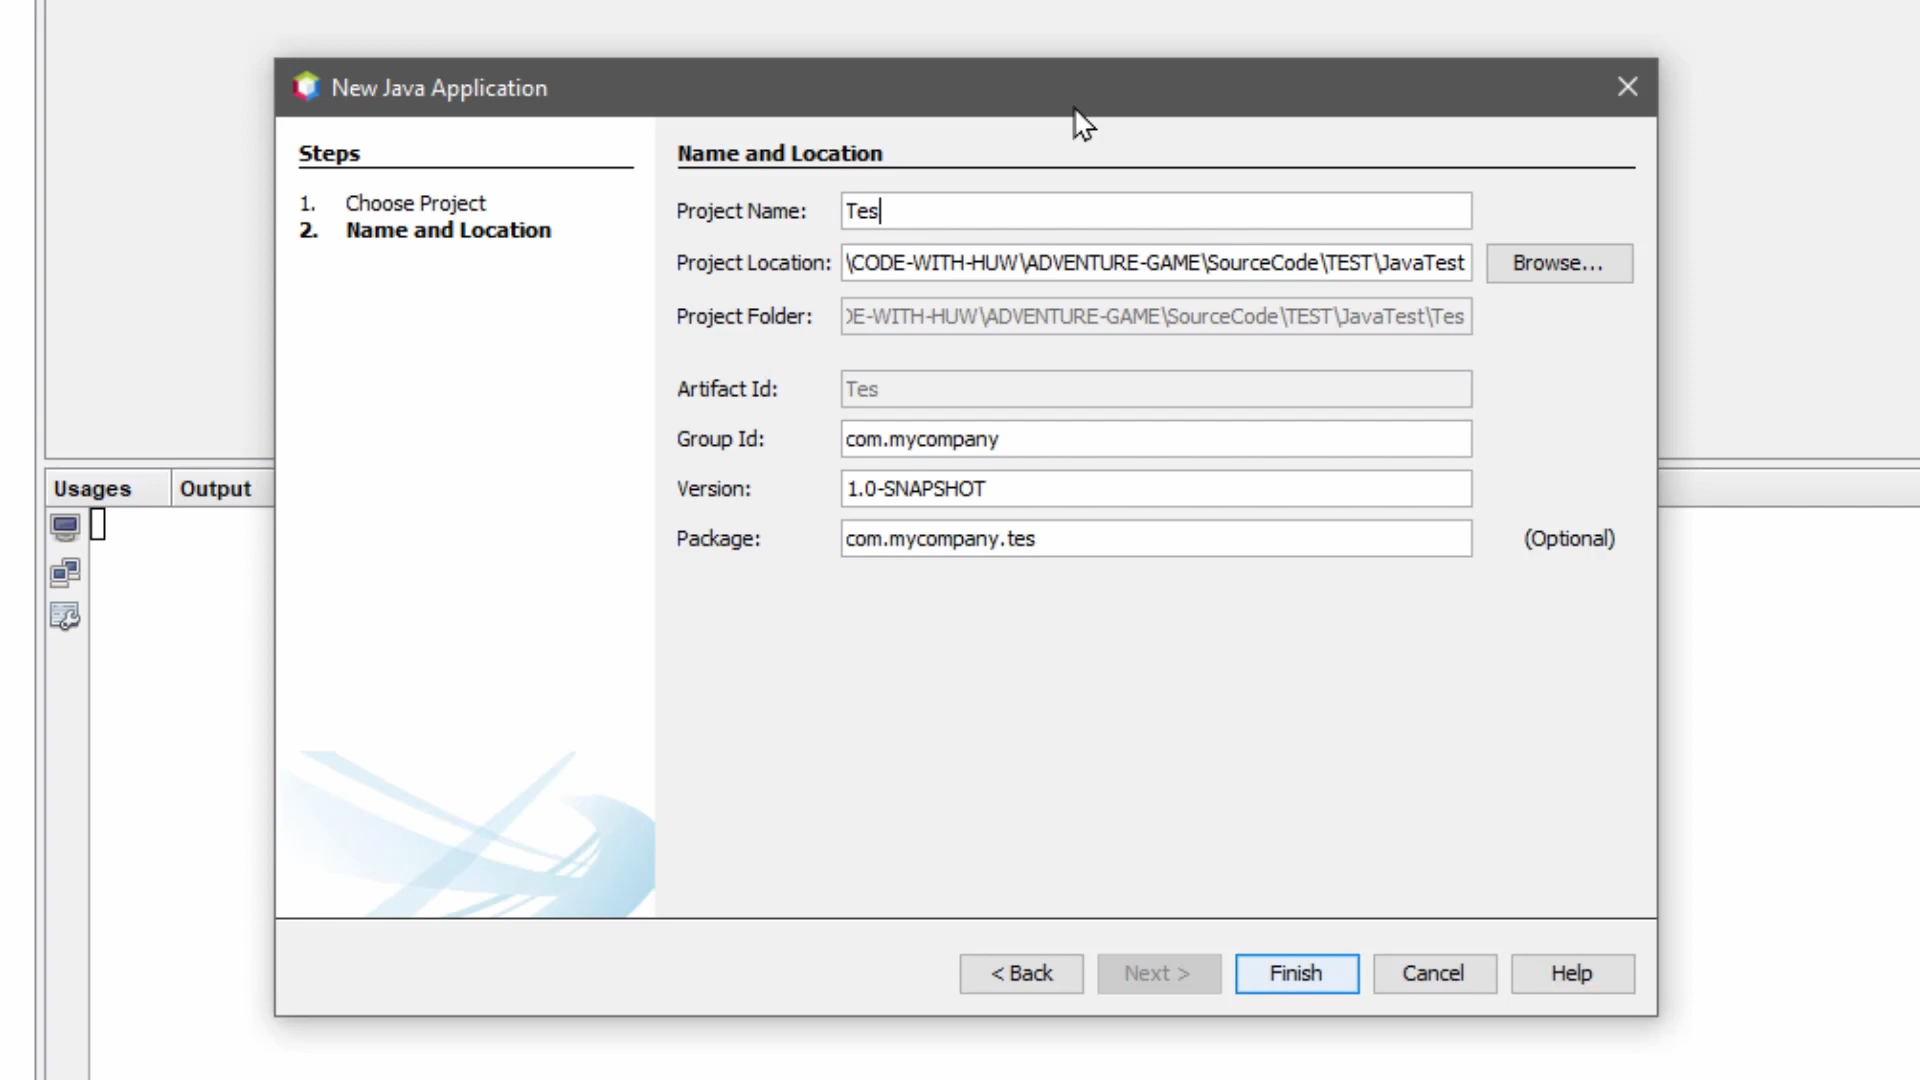 New Java Application
Steps
1. Choose Project
2. Name and Location
Name and Location
Project Name: Tes
Project Location: \CODE-WITH-HUW\ADVENTURE-GAME\SourceCode\TEST\JavaTest Browse...
Project Folder: DE-WITH-HUW\ADVENTURE-GAME\SourceCode\TEST\JavaTest\Tes
Artifact Id: Tes
Group Id: com.mycompany
Version: 1.0-SNAPSHOT
Package: com.mycompany.tes (Optional)
Usages Output
< Back Next > Finish Cancel Help